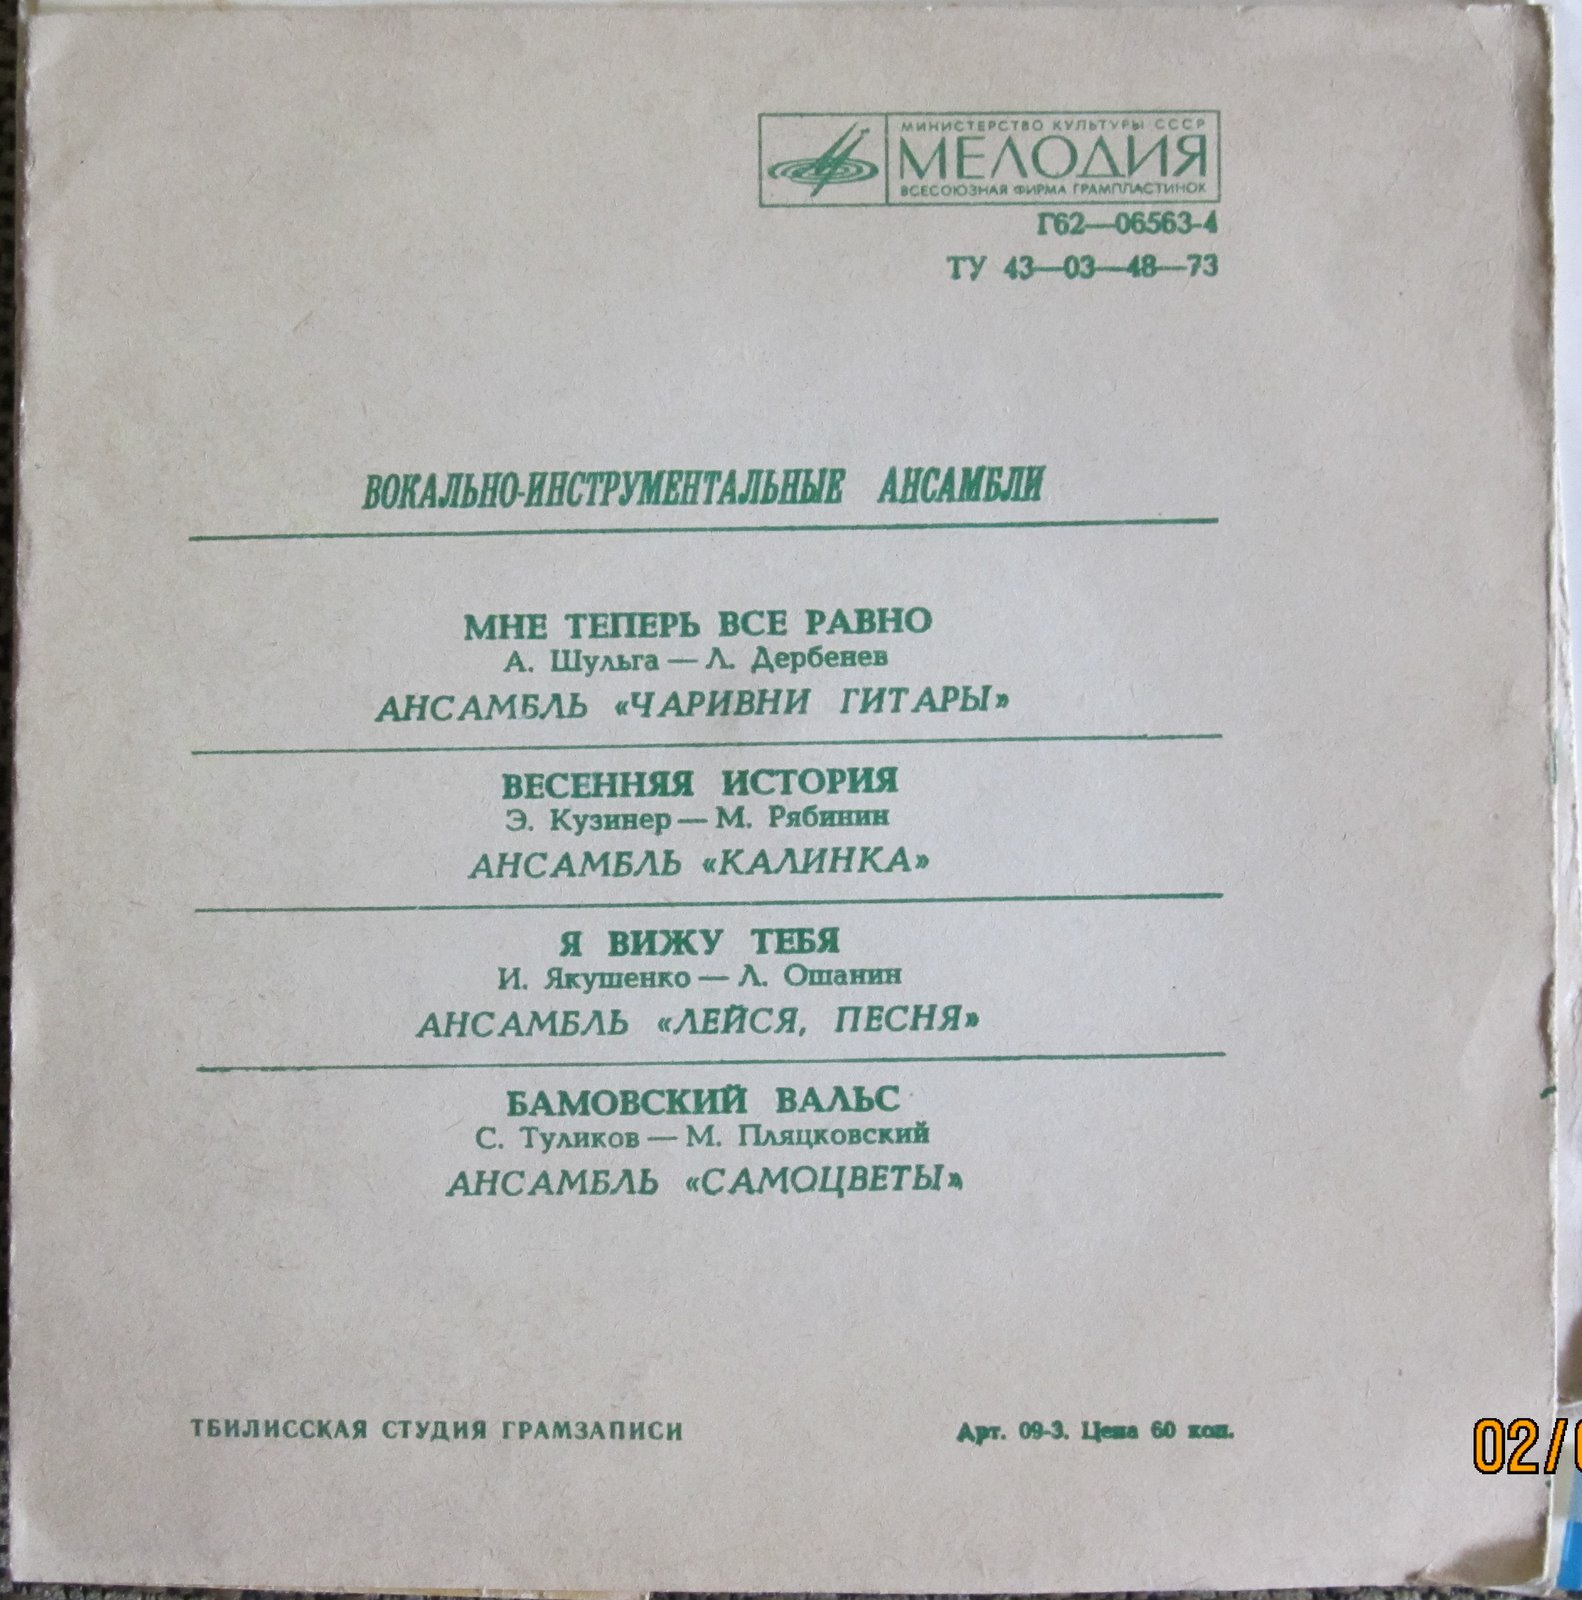 МИНИСТЕРСТВО КУЛЬТУРЫ СССР
МЕЛОДИЯ
ВСЕСОЮЗНАЯ ФИРМА ГРАМПЛАСТИНОК
Г62—06563-4
ТУ 43—03—48—73
ВОКАЛЬНО-ИНСТРУМЕНТАЛЬНЫЕ АНСАМБЛИ
МНЕ ТЕПЕРЬ ВСЕ РАВНО
А. Шульга — Л. Дербенев
АНСАМБЛЬ «ЧАРИВНИ ГИТАРЫ»
ВЕСЕННЯЯ ИСТОРИЯ
Э. Кузинер — М. Рябинин
АНСАМБЛЬ «КАЛИНКА»
Я ВИЖУ ТЕБЯ
И. Якушенко — Л. Ошанин
АНСАМБЛЬ «ЛЕЙСЯ, ПЕСНЯ»
БАМОВСКИЙ ВАЛЬС
С. Туликов — М. Пляцковский
АНСАМБЛЬ «САМОЦВЕТЫ»
ТБИЛИССКАЯ СТУДИЯ ГРАМЗАПИСИ
Арт. 09-3. Цена 60 коп.
02/